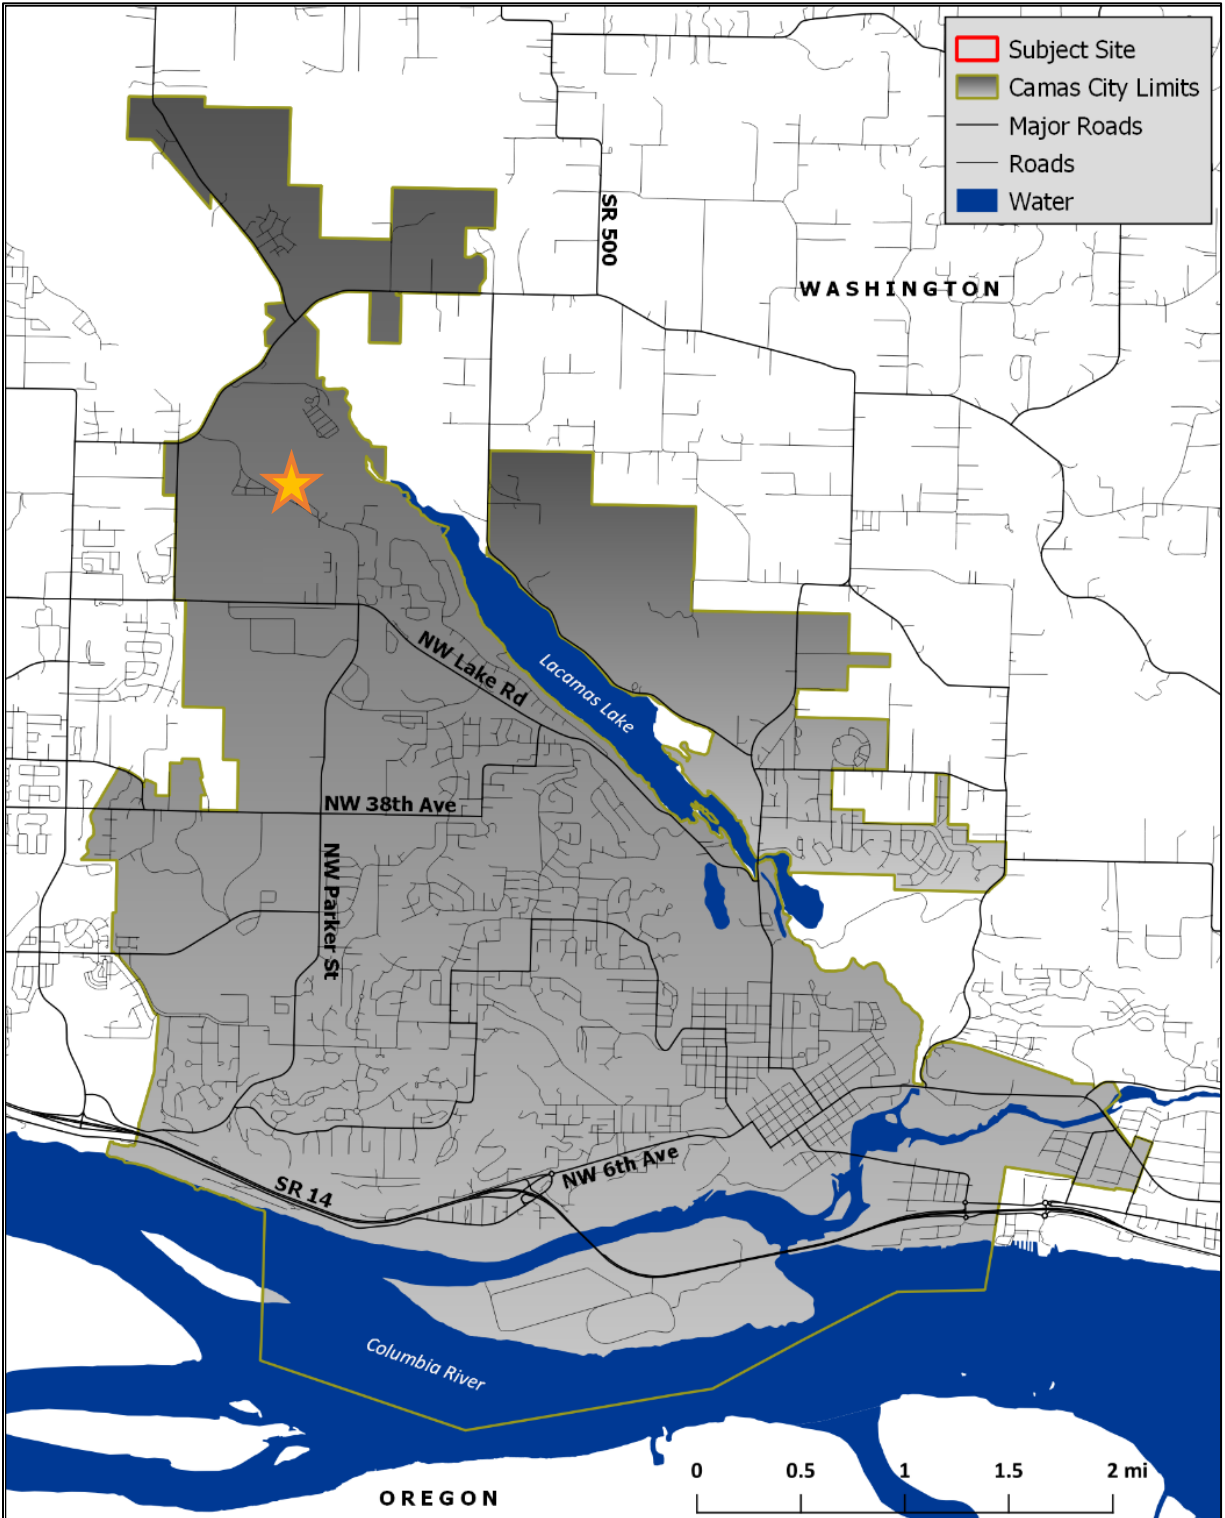 Subject Site
Camas City Limits
Major Roads
Roads
Water
SR 500
WASHINGTON
NW Lake Rd
Lacamas Lake
NW 38th Ave
NW Parker St
NW 6th Ave
SR 14
Columbia River
0 0.5 1 1.5 2 mi
OREGON